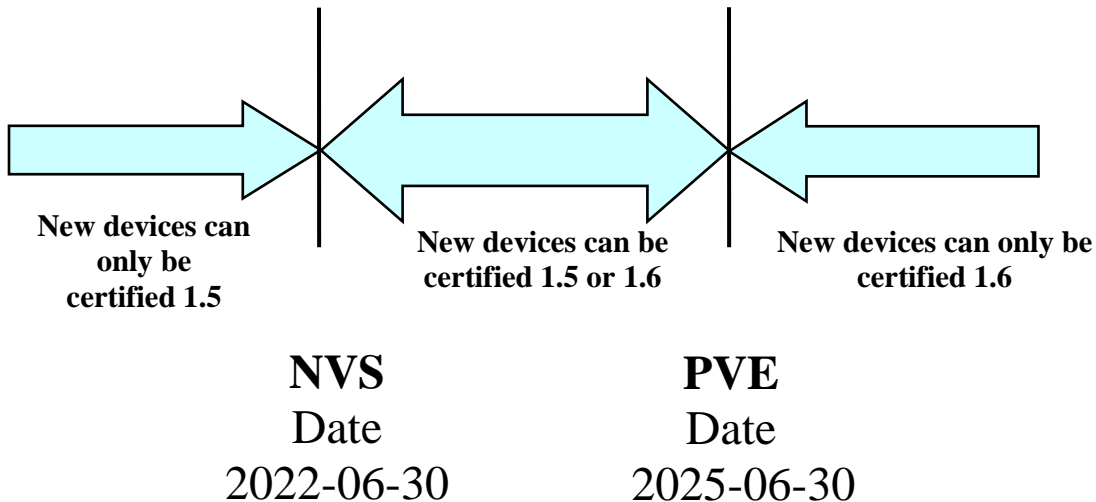 New devices can
only be
certified 1.5
New devices can be
certified 1.5 or 1.6
New devices can only be
certified 1.6
NVS
Date
2022-06-30
PVE
Date
2025-06-30